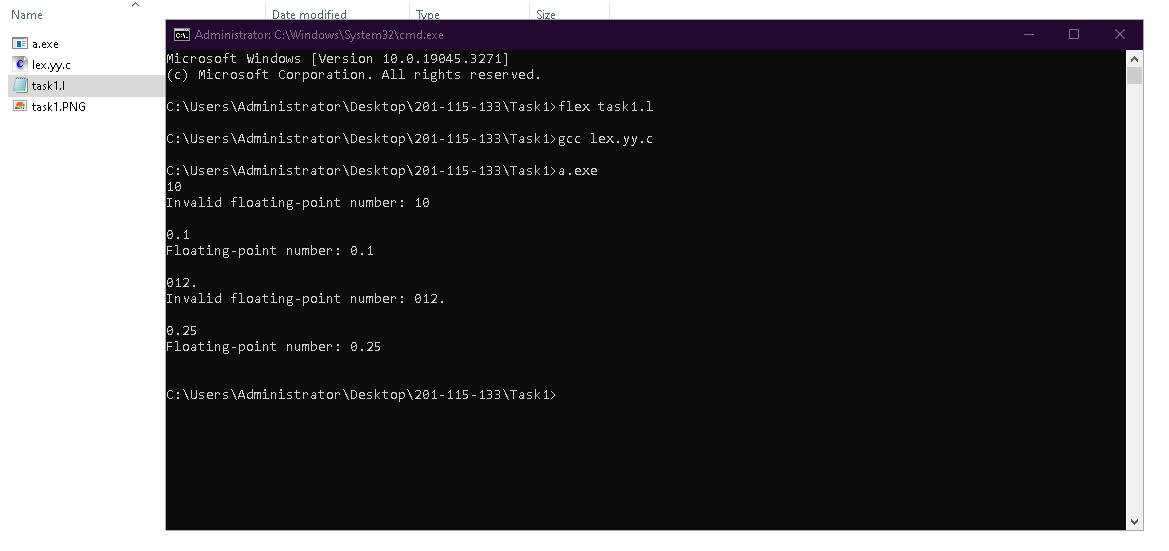 Name Date modified Type Size
Administrator: C:\Windows\System32\cmd.exe
a.exe
lex.yy.c
task1.l
task1.PNG
Microsoft Windows [Version 10.0.19045.3271]
(c) Microsoft Corporation. All rights reserved.
C:\Users\Administrator\Desktop\201-115-133\Task1>flex task1.l
C:\Users\Administrator\Desktop\201-115-133\Task1>gcc lex.yy.c
C:\Users\Administrator\Desktop\201-115-133\Task1>a.exe
10
Invalid floating-point number: 10
0.1
Floating-point number: 0.1
012.
Invalid floating-point number: 012.
0.25
Floating-point number: 0.25
C:\Users\Administrator\Desktop\201-115-133\Task1>